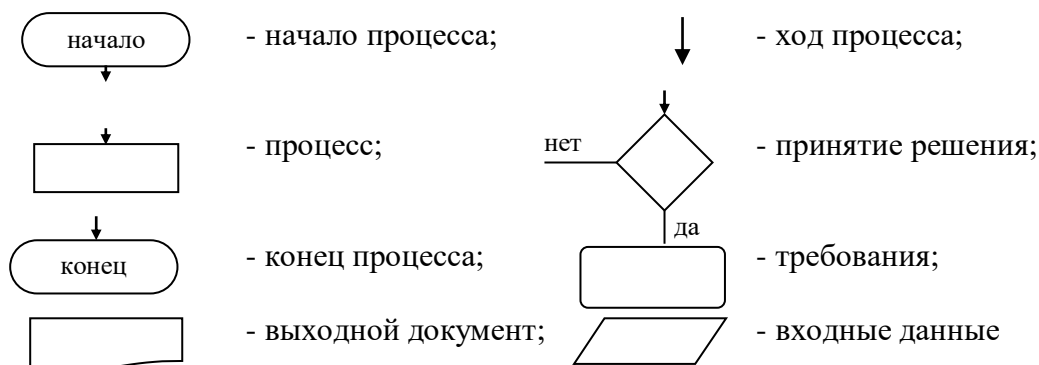 начало - начало процесса; - ход процесса;
- процесс; нет - принятие решения;
да
конец - конец процесса; - требования;
- выходной документ; - входные данные